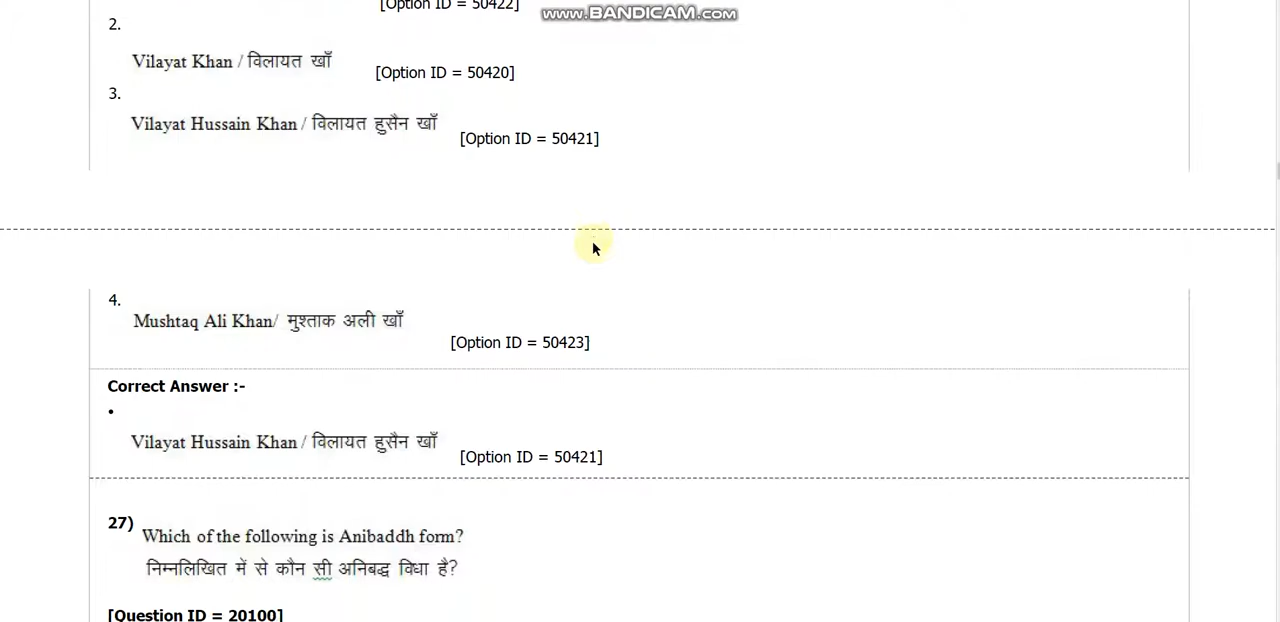 [Option ID = 50422]
www.BANDICAM.com
2.
Vilayat Khan / विलायत खाँ
[Option ID = 50420]
3.
Vilayat Hussain Khan / विलायत हुसैन खाँ
[Option ID = 50421]
4.
Mushtaq Ali Khan/ मुश्ताक अली खाँ
[Option ID = 50423]
Correct Answer :-
•
Vilayat Hussain Khan / विलायत हुसैन खाँ
[Option ID = 50421]
27) Which of the following is Anibaddh form?
निम्नलिखित में से कौन सी अनिबद्ध विधा है?
[Question ID = 20100]